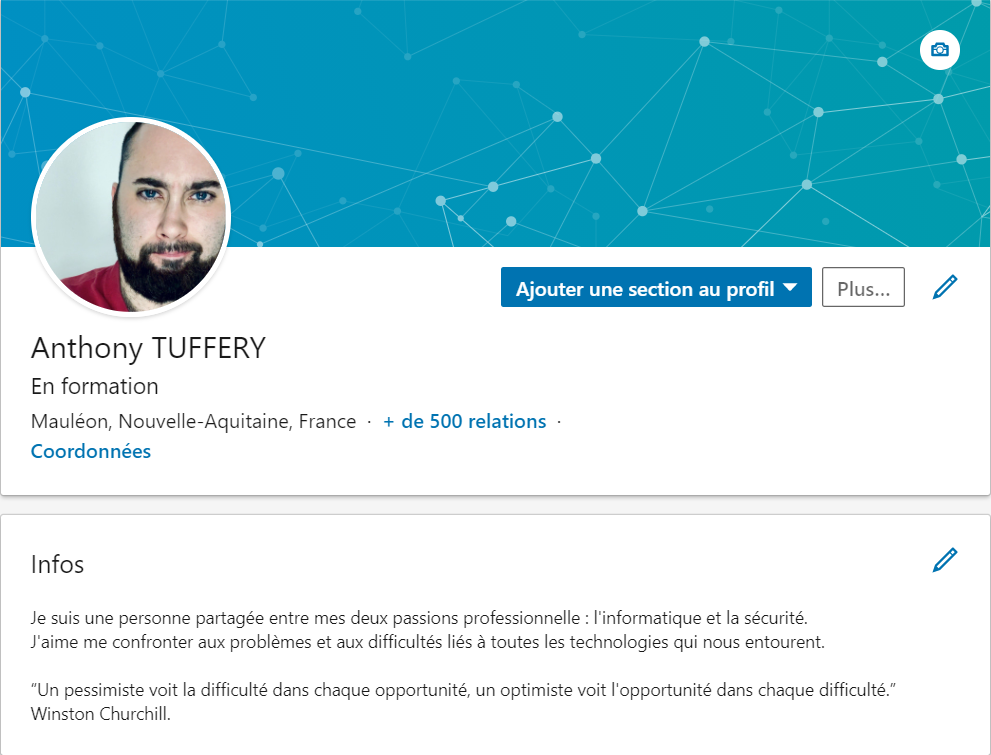 Ajouter une section au profil
Plus...
Anthony TUFFERY
En formation
Mauléon, Nouvelle-Aquitaine, France · + de 500 relations ·
Coordonnées
Infos
Je suis une personne partagée entre mes deux passions professionnelle : l'informatique et la sécurité.
J'aime me confronter aux problèmes et aux difficultés liés à toutes les technologies qui nous entourent.
“Un pessimiste voit la difficulté dans chaque opportunité, un optimiste voit l'opportunité dans chaque difficulté.”
Winston Churchill.